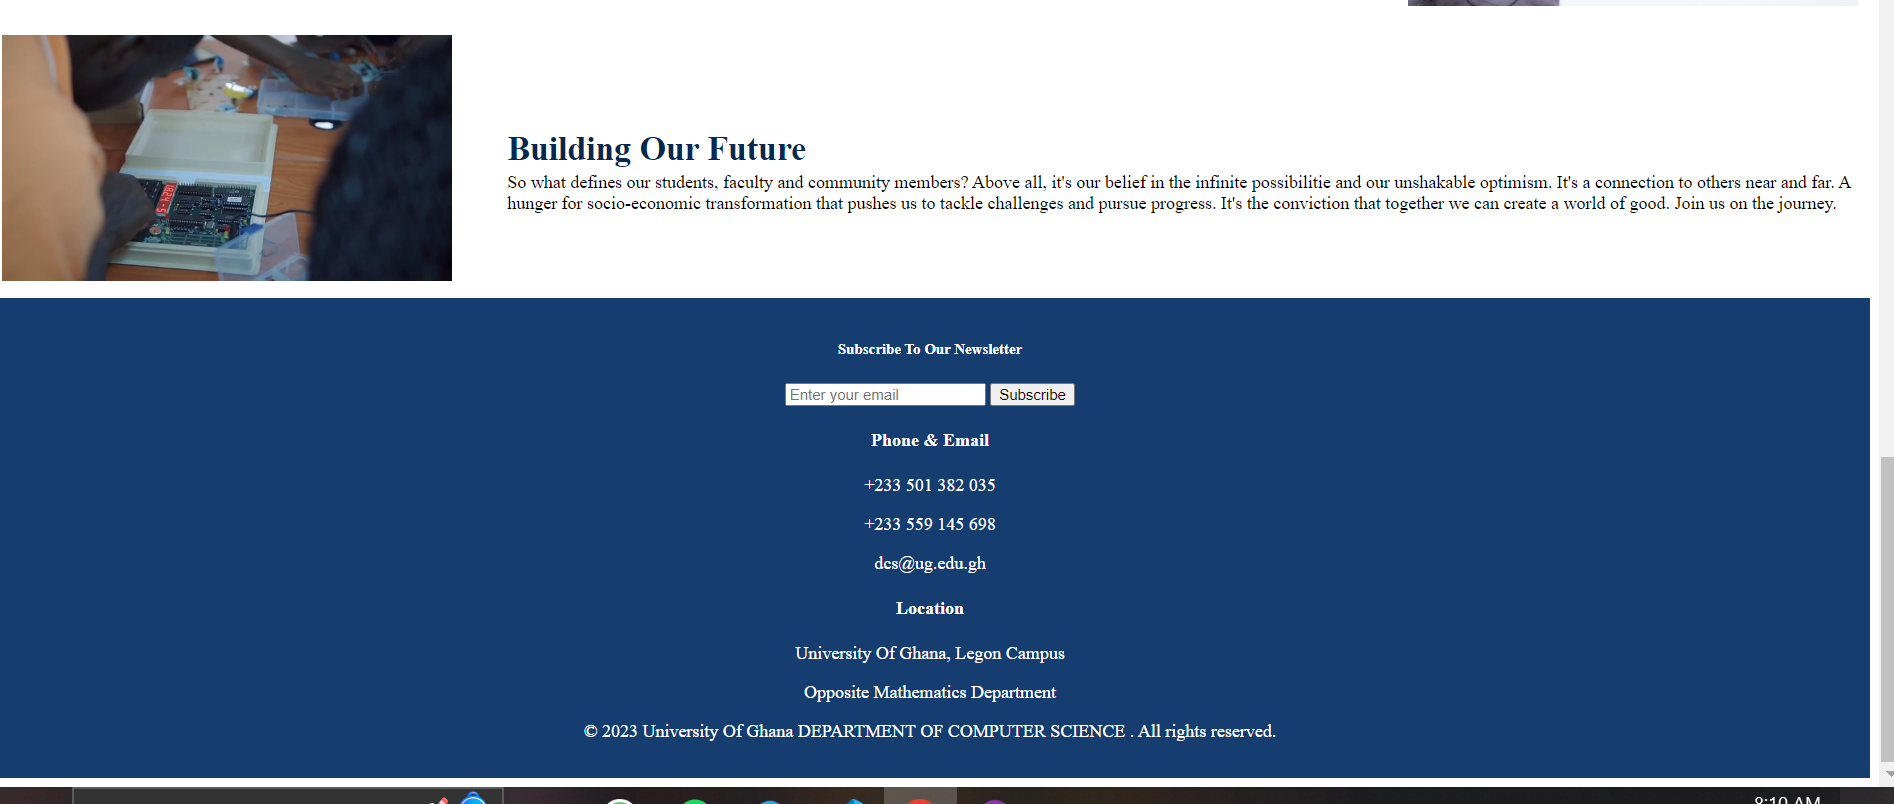 Building Our Future
So what defines our students, faculty and community members? Above all, it's our belief in the infinite possibilitie and our unshakable optimism. It's a connection to others near and far. A
hunger for socio-economic transformation that pushes us to tackle challenges and pursue progress. It's the conviction that together we can create a world of good. Join us on the journey.
Subscribe To Our Newsletter
Enter your email Subscribe
Phone & Email
+233 501 382 035
+233 559 145 698
dcs@ug.edu.gh
Location
University Of Ghana, Legon Campus
Opposite Mathematics Department
© 2023 University Of Ghana DEPARTMENT OF COMPUTER SCIENCE . All rights reserved.
8:10 AM